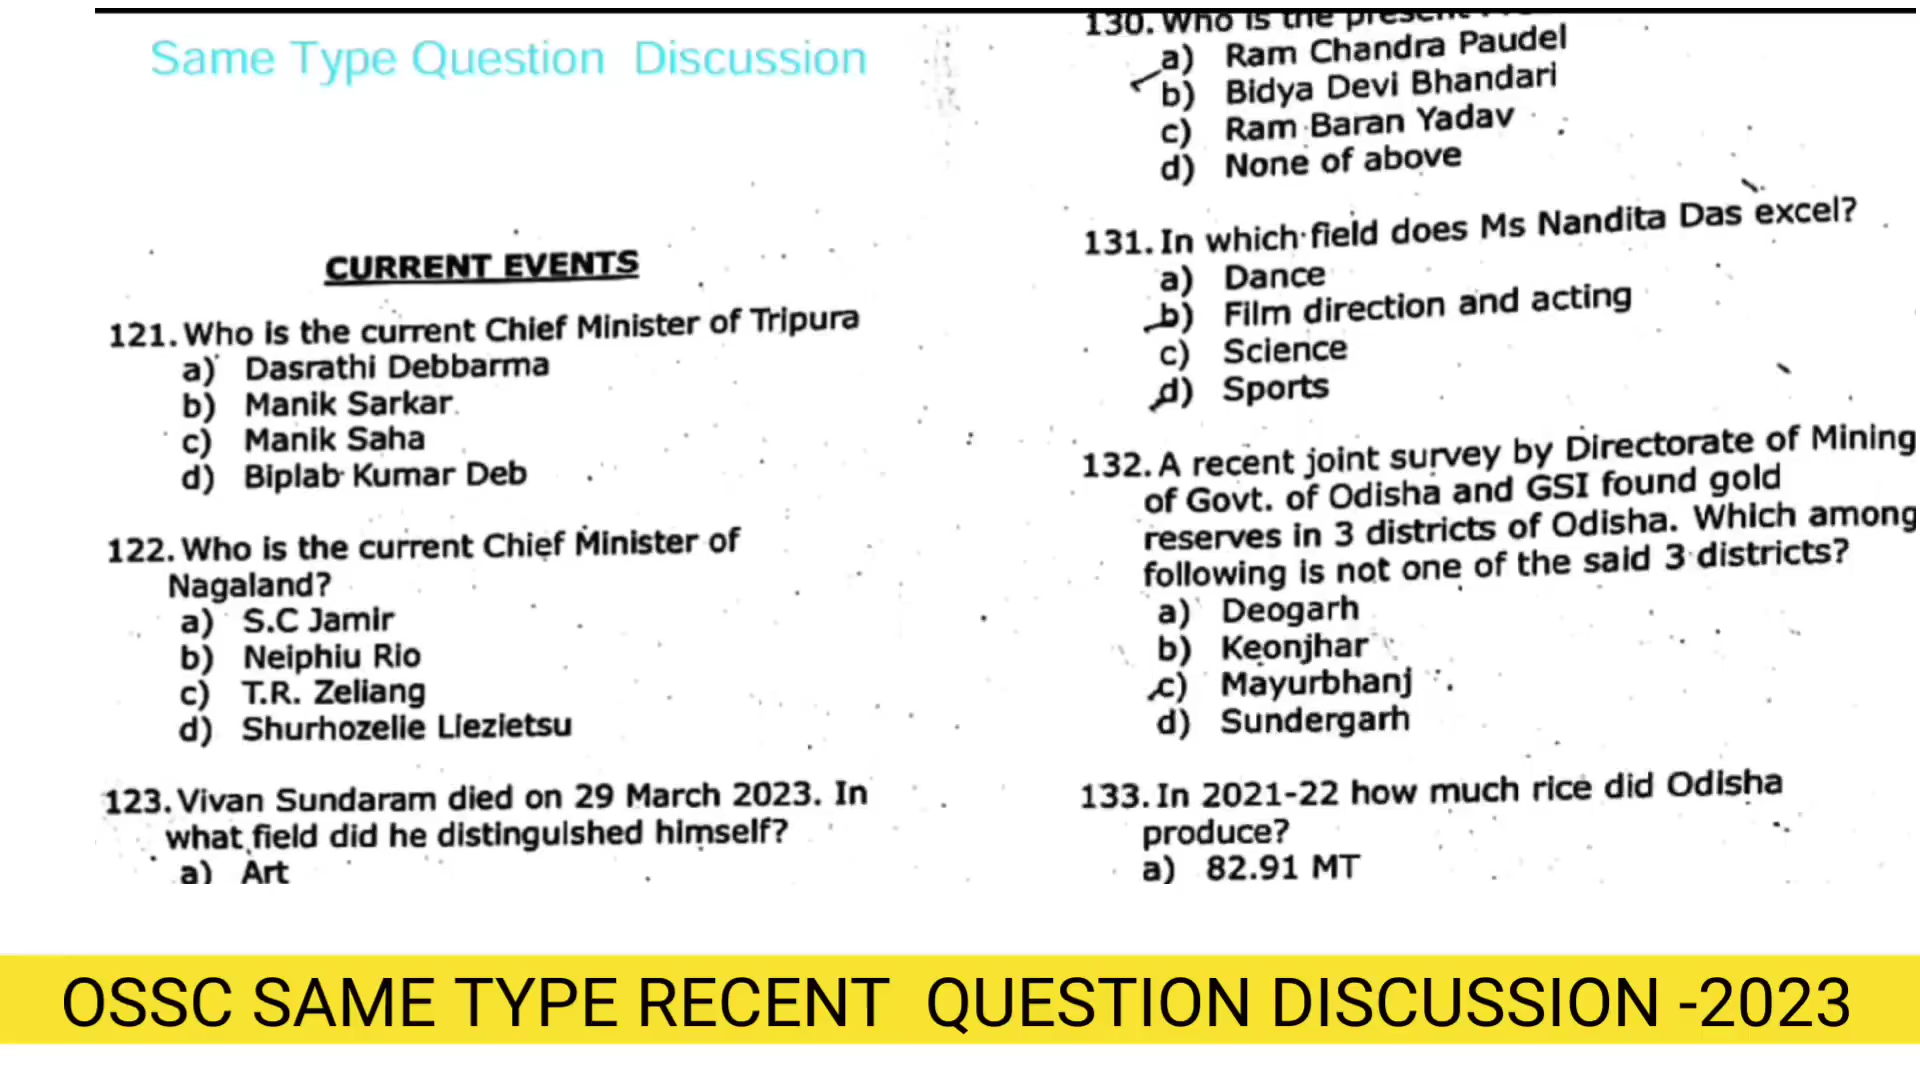 Same Type Question Discussion
CURRENT EVENTS
121. Who is the current Chief Minister of Tripura
a) Dasrathi Debbarma
b) Manik Sarkar
c) Manik Saha
d) Biplab Kumar Deb
122. Who is the current Chief Minister of
Nagaland?
a) S.C Jamir
b) Neiphiu Rio
c) T.R. Zeliang
d) Shurhozelie Liezietsu
123. Vivan Sundaram died on 29 March 2023. In
what field did he distinguished himself?
a) Art
130. Who is the present
a) Ram Chandra Paudel
b) Bidya Devi Bhandari
c) Ram Baran Yadav
d) None of above
131. In which field does Ms Nandita Das excel?
a) Dance
b) Film direction and acting
c) Science
d) Sports
132. A recent joint survey by Directorate of Mining
of Govt. of Odisha and GSI found gold
reserves in 3 districts of Odisha. Which among
following is not one of the said 3 districts?
a) Deogarh
b) Keonjhar
c) Mayurbhanj
d) Sundergarh
133. In 2021-22 how much rice did Odisha
produce?
a) 82.91 MT
OSSC SAME TYPE RECENT QUESTION DISCUSSION -2023